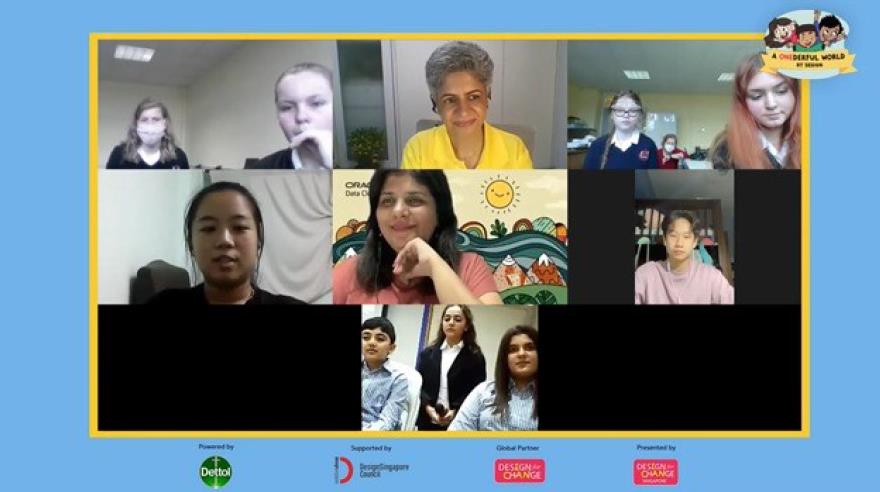 A ONEDERFUL WORLD
BY DESIGN
ORAC
Data Cl
Powered by
Supported by
Global Partner
Presented by
Dettol
DesignSingapore
Council
DESIGN for
CHANGE
DESIGN for
CHANGE
SINGAPORE